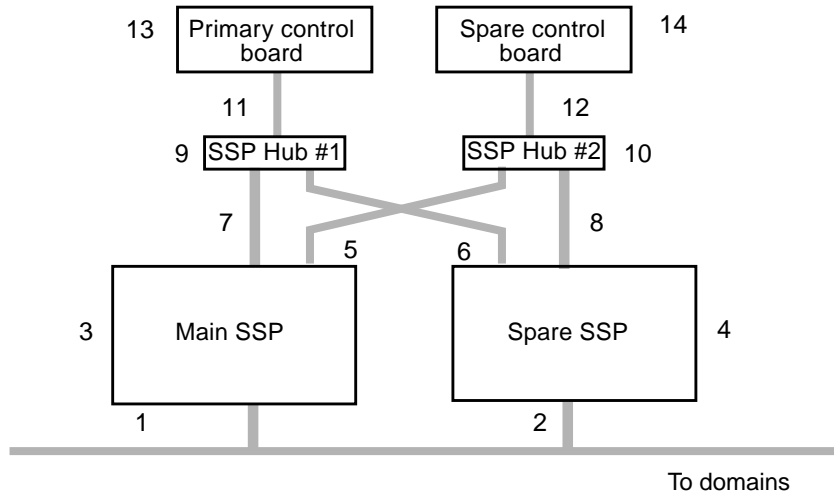 13
Primary control
board
Spare control
board
14
11
12
9
SSP Hub #1
SSP Hub #2
10
7
5
6
8
3
Main SSP
Spare SSP
4
1
2
To domains